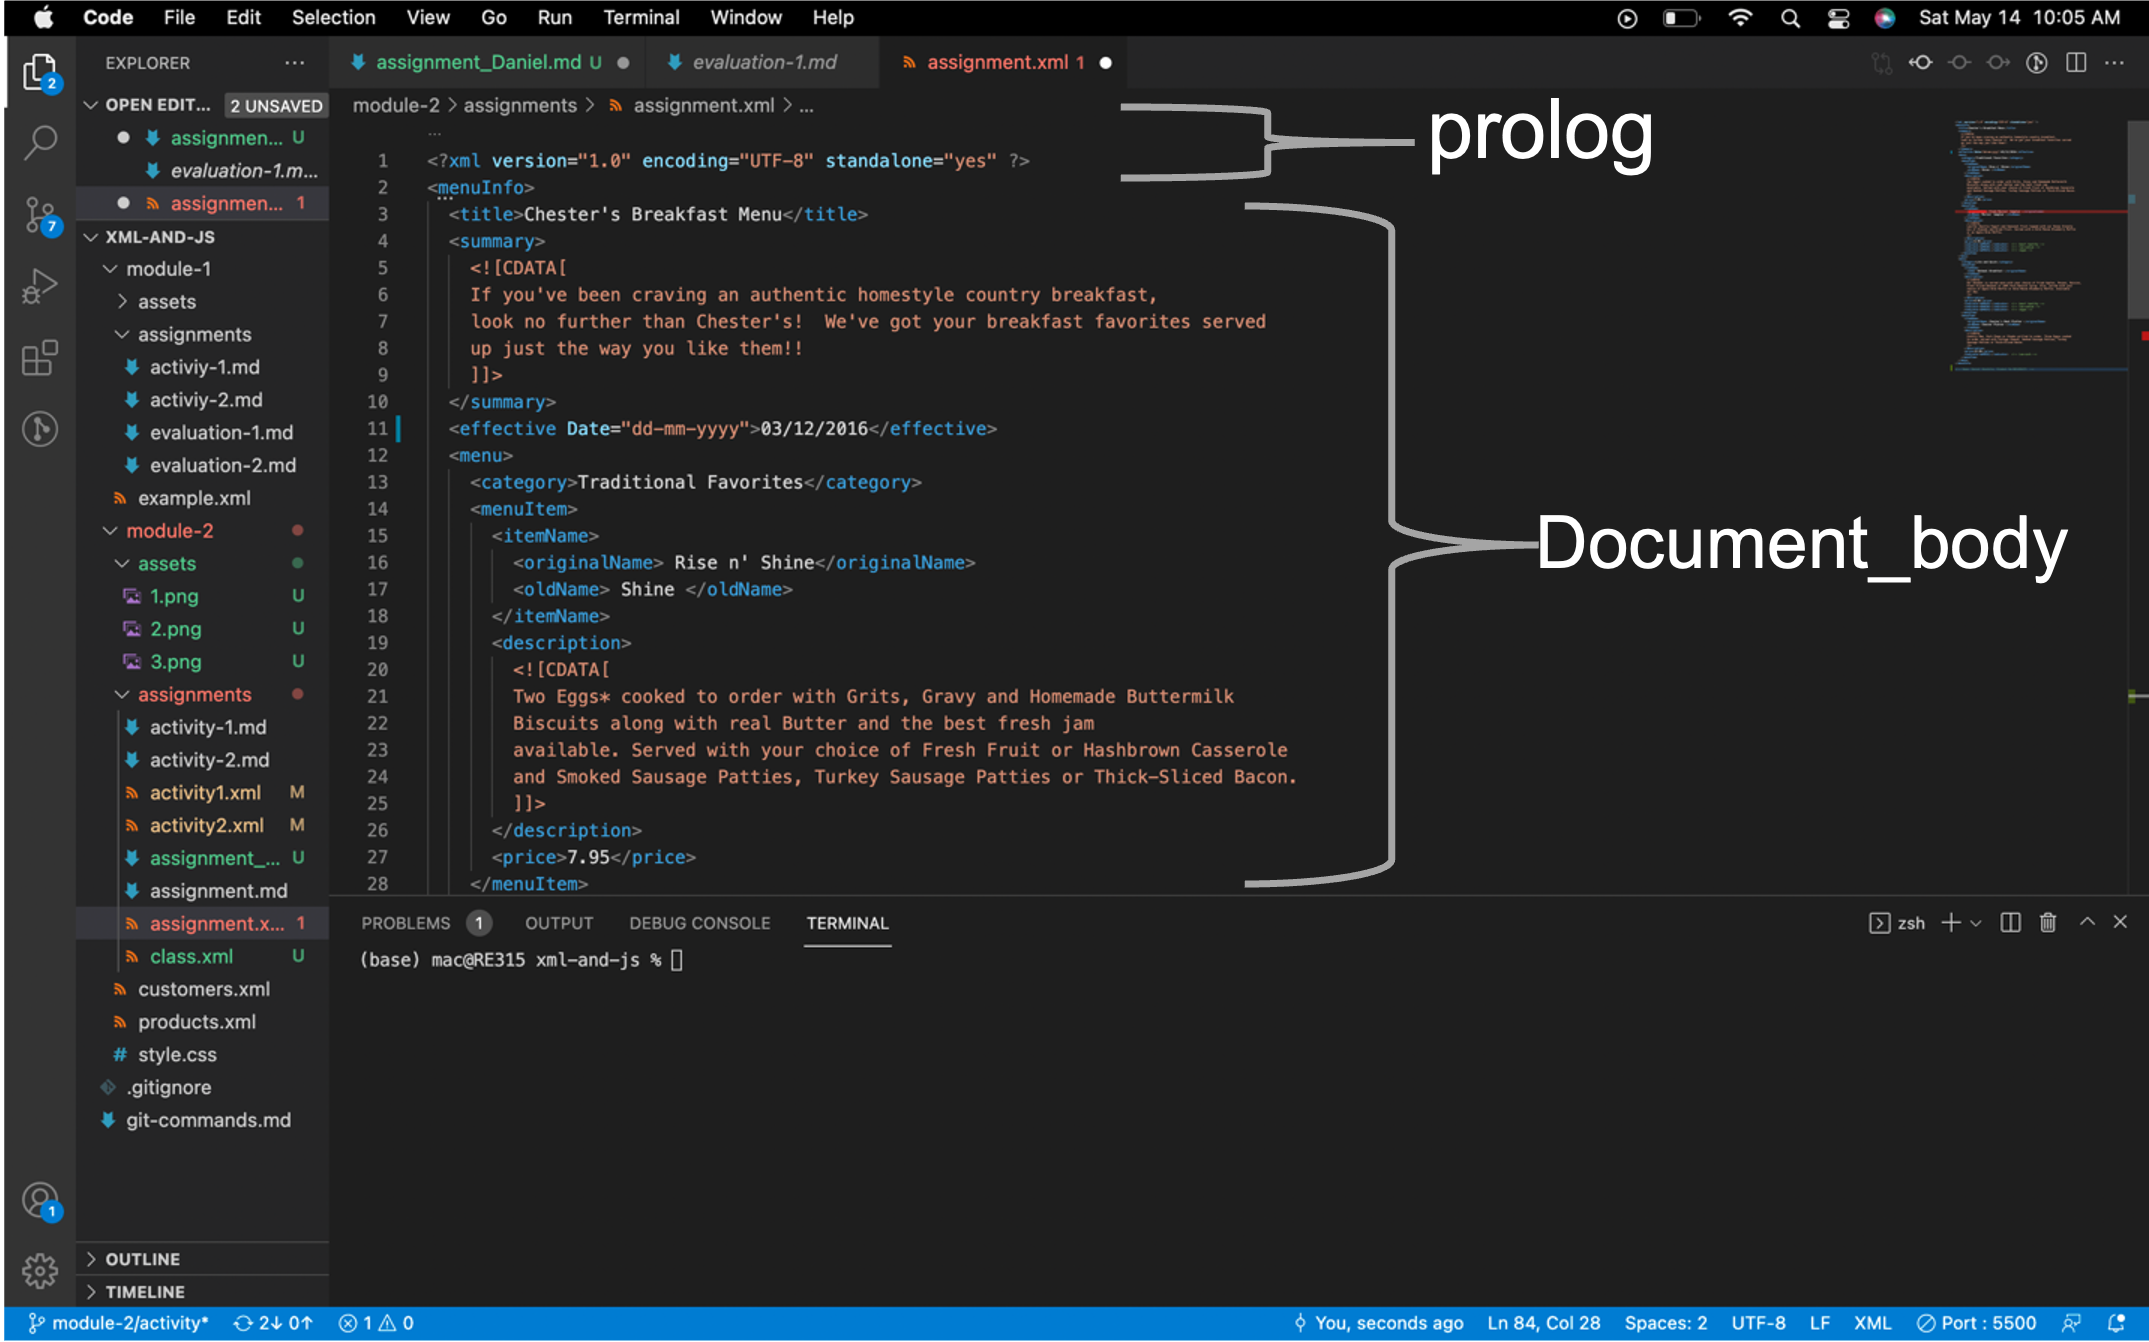 Code File Edit Selection View Go Run Terminal Window Help Sat May 14 10:05 AM
EXPLORER ...
assignment_Daniel.md U
evaluation-1.md
assignment.xml 1
OPEN EDIT... 2 UNSAVED
assignmen... U
evaluation-1.m...
assignmen... 1
XML-AND-JS
module-1
assets
assignments
activiy-1.md
activiy-2.md
evaluation-1.md
evaluation-2.md
example.xml
module-2
assets
1.png U
2.png U
3.png U
assignments
activity-1.md
activity-2.md
activity1.xml M
activity2.xml M
assignment_... U
assignment.md
assignment.x... 1
class.xml U
customers.xml
products.xml
style.css
.gitignore
git-commands.md
OUTLINE
TIMELINE
2
7
1
module-2 > assignments > assignment.xml > ...
1 <?xml version="1.0" encoding="UTF-8" standalone="yes" ?>
2 <menuInfo>
3 <title>Chester's Breakfast Menu</title>
4 <summary>
5 <![CDATA[
6 If you've been craving an authentic homestyle country breakfast,
7 look no further than Chester's!  We've got your breakfast favorites served
8 up just the way you like them!!
9 ]]>
10 </summary>
11 <effective Date="dd-mm-yyyy">03/12/2016</effective>
12 <menu>
13 <category>Traditional Favorites</category>
14 <menuItem>
15 <itemName>
16 <originalName> Rise n' Shine</originalName>
17 <oldName> Shine </oldName>
18 </itemName>
19 <description>
20 <![CDATA[
21 Two Eggs* cooked to order with Grits, Gravy and Homemade Buttermilk
22 Biscuits along with real Butter and the best fresh jam
23 available. Served with your choice of Fresh Fruit or Hashbrown Casserole
24 and Smoked Sausage Patties, Turkey Sausage Patties or Thick-Sliced Bacon.
25 ]]>
26 </description>
27 <price>7.95</price>
28 </menuItem>
prolog
Document_body
PROBLEMS 1 OUTPUT DEBUG CONSOLE TERMINAL zsh
(base) mac@RE315 xml-and-js %
module-2/activity* 2↓ 0↑ 1 0 You, seconds ago Ln 84, Col 28 Spaces: 2 UTF-8 LF XML Port : 5500